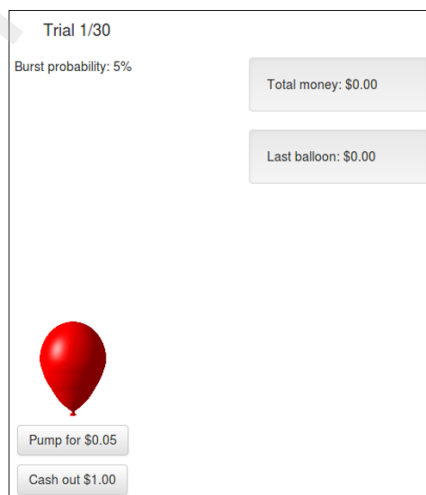 Trial 1/30
Burst probability: 5%
Total money: $0.00
Last balloon: $0.00
Pump for $0.05
Cash out $1.00